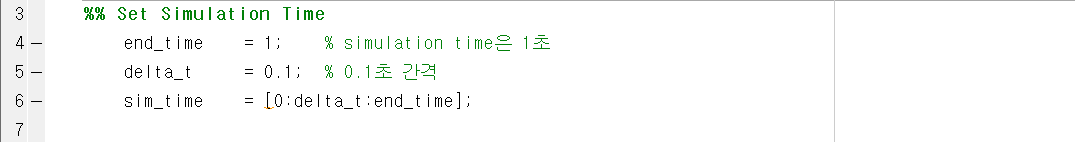 3 %% Set Simulation Time
4 – end_time = 1; % simulation time은 1초
5 – delta_t = 0.1; % 0.1초 간격
6 – sim_time = [0:delta_t:end_time];
7